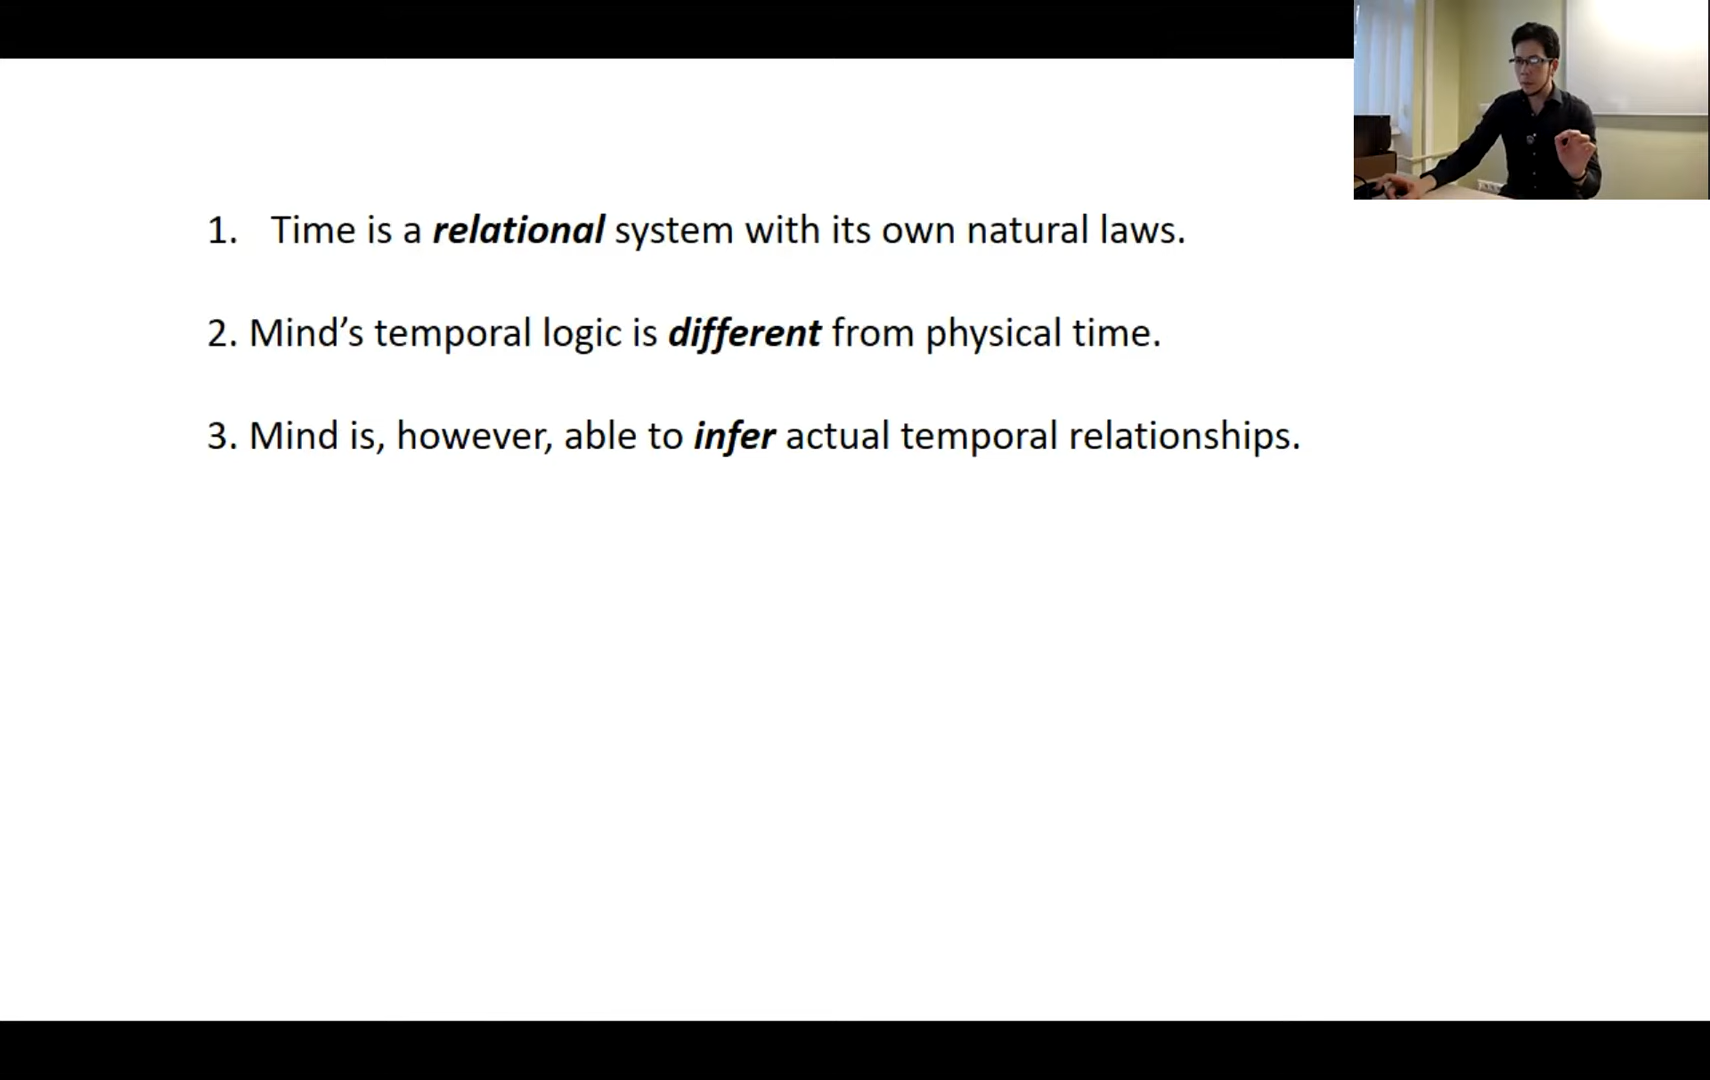 1. Time is a relational system with its own natural laws.
2. Mind’s temporal logic is different from physical time.
3. Mind is, however, able to infer actual temporal relationships.